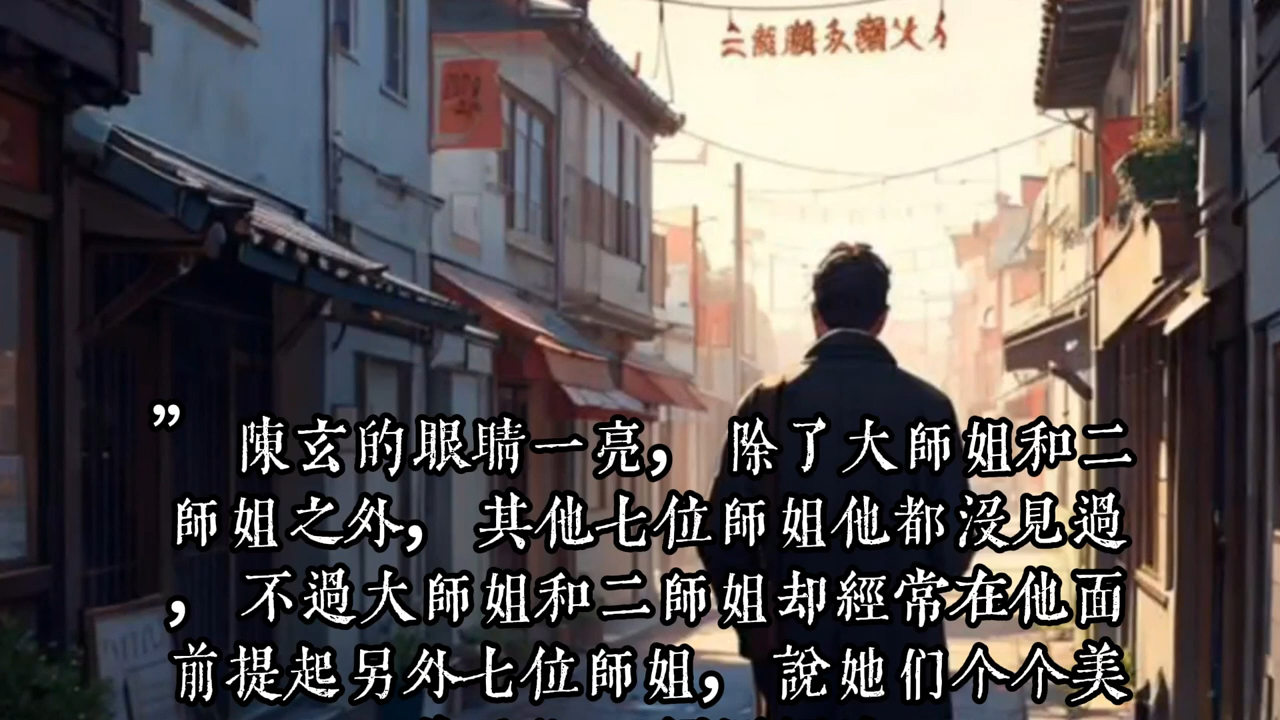 ” 陳玄的眼睛一亮， 除了大師姐和二
師姐之外， 其他七位師姐他都沒見過
， 不過大師姐和二師姐却經常在他面
前提起另外七位師姐， 說她们个个美